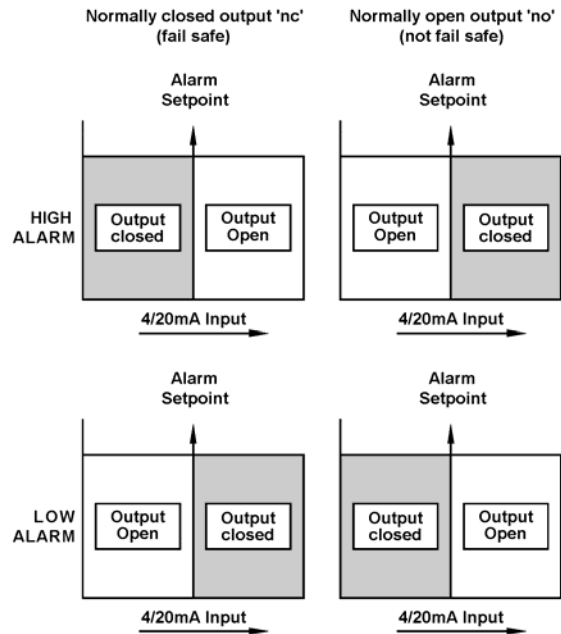 Normally closed output 'nc'
(fail safe)
Normally open output 'no'
(not fail safe)
Alarm
Setpoint
Alarm
Setpoint
HIGH
ALARM
Output
closed
Output
Open
Output
Open
Output
closed
4/20mA Input
4/20mA Input
Alarm
Setpoint
Alarm
Setpoint
LOW
ALARM
Output
Open
Output
closed
Output
closed
Output
Open
4/20mA Input
4/20mA Input